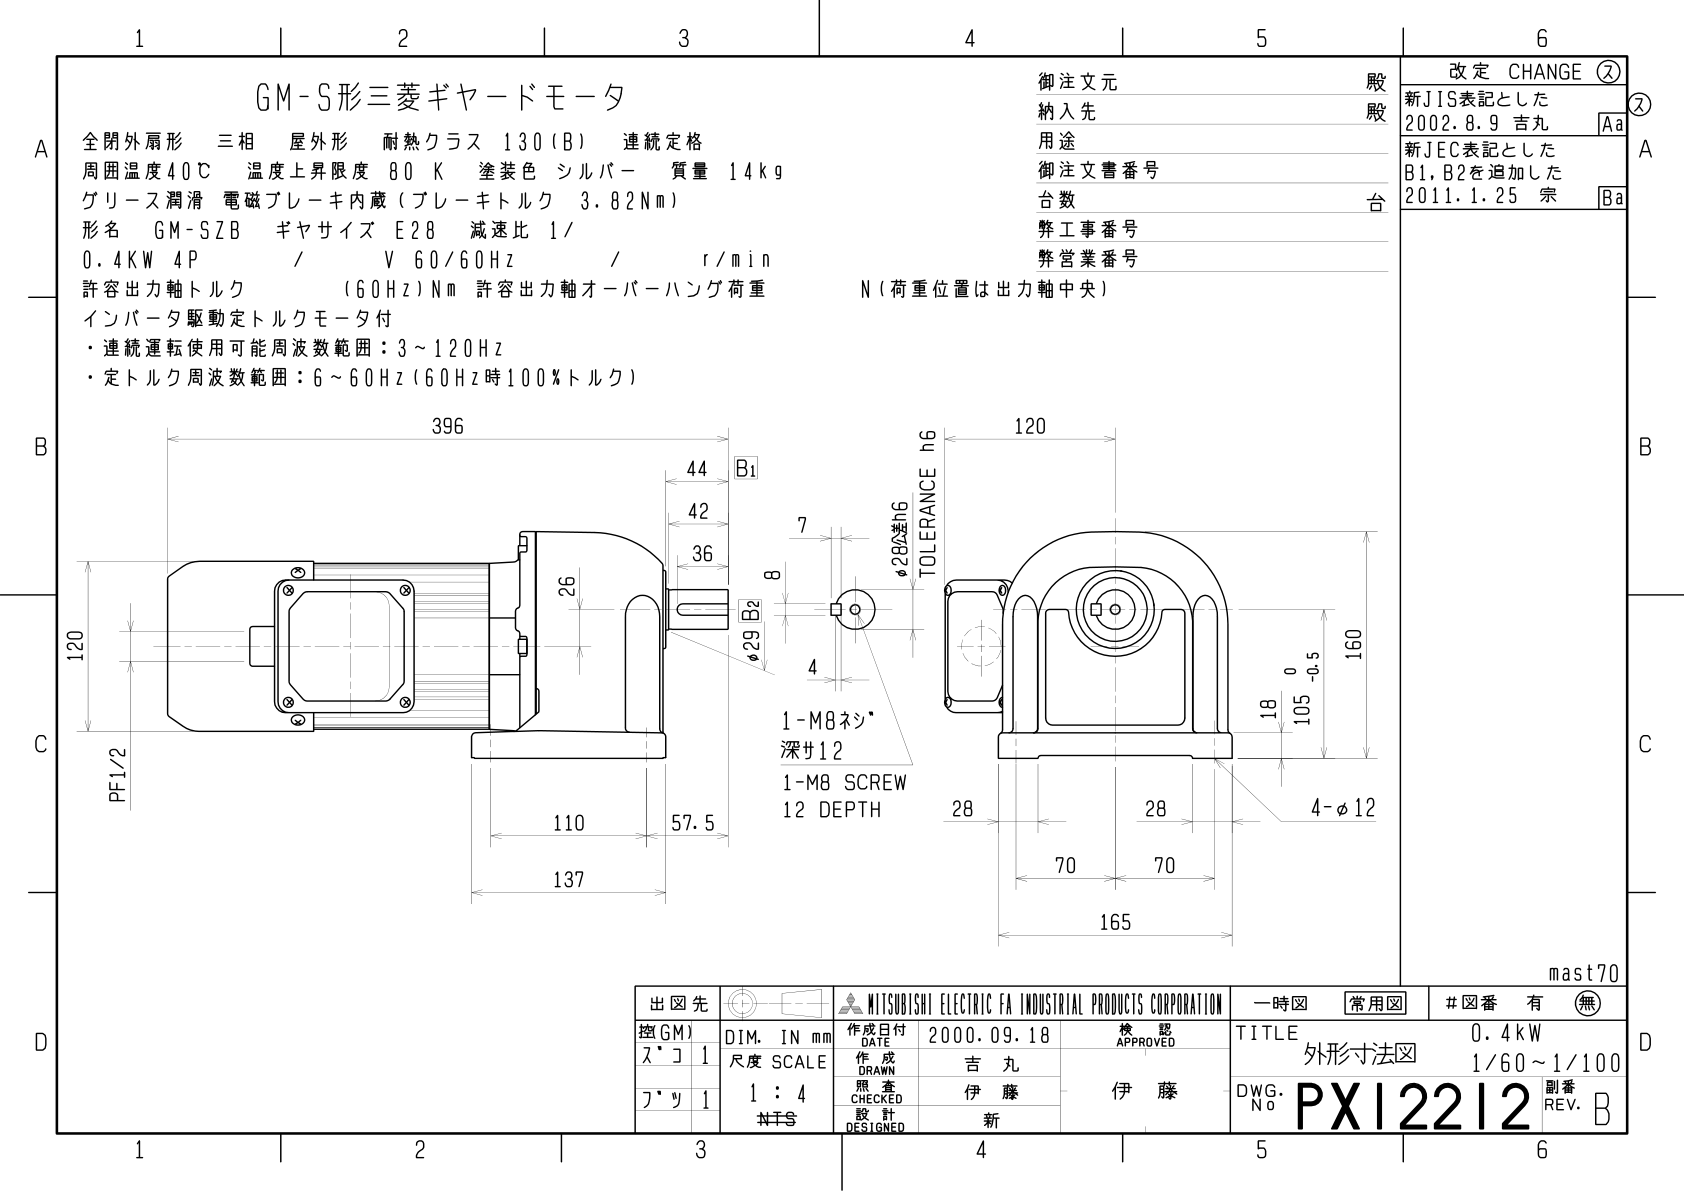 1 2 3 4 5 6
GM-S形三菱ギヤードモータ
全閉外扇形 三相 屋外形 耐熱クラス 130(B) 連続定格
周囲温度40℃ 温度上昇限度 80 K 塗装色 シルバー 質量 14kg
グリース潤滑 電磁ブレーキ内蔵(ブレーキトルク 3.82Nm)
形名 GM-SZB ギヤサイズ E28 減速比 1/
0.4KW 4P / V 60/60Hz / r/min
許容出力軸トルク (60Hz)Nm 許容出力軸オーバーハング荷重 N(荷重位置は出力軸中央)
インバータ駆動定トルクモータ付
・連続運転使用可能周波数範囲:3~120Hz
・定トルク周波数範囲:6~60Hz(60Hz時100%トルク)
御注文元 殿
納入先 殿
用途
御注文書番号
台数 台
弊工事番号
弊営業番号
改定 CHANGE ス
新JIS表記とした
2002.8.9 吉丸 Aa
新JEC表記とした
B1,B2を追加した
2011.1.25 宗 Ba
ス
A A
B B
C C
D D
396
44 B1
42
36
26
120
PF1/2
B2
φ29
110
57.5
137
7
8
4
φ28公差h6
TOLERANCE h6
1-M8ネジ
深サ12
1-M8 SCREW
12 DEPTH
120
160
18
105 0 -0.5
28 28
4-φ12
70 70
165
mast70
出図先
控(GM)
ズコ 1
ブツ 1
DIM. IN mm
尺度 SCALE
1 : 4
NTS
MITSUBISHI ELECTRIC FA INDUSTRIAL PRODUCTS CORPORATION
作成日付
DATE
2000.09.18
作 成
DRAWN
吉 丸
照 査
CHECKED
伊 藤
設 計
DESIGNED
新
検 認
APPROVED
伊 藤
一時図 常用図 #図番 有 無
TITLE
外形寸法図
0.4kW
1/60~1/100
DWG.
No
PX12212
副番
REV.
B
1 2 3 4 5 6